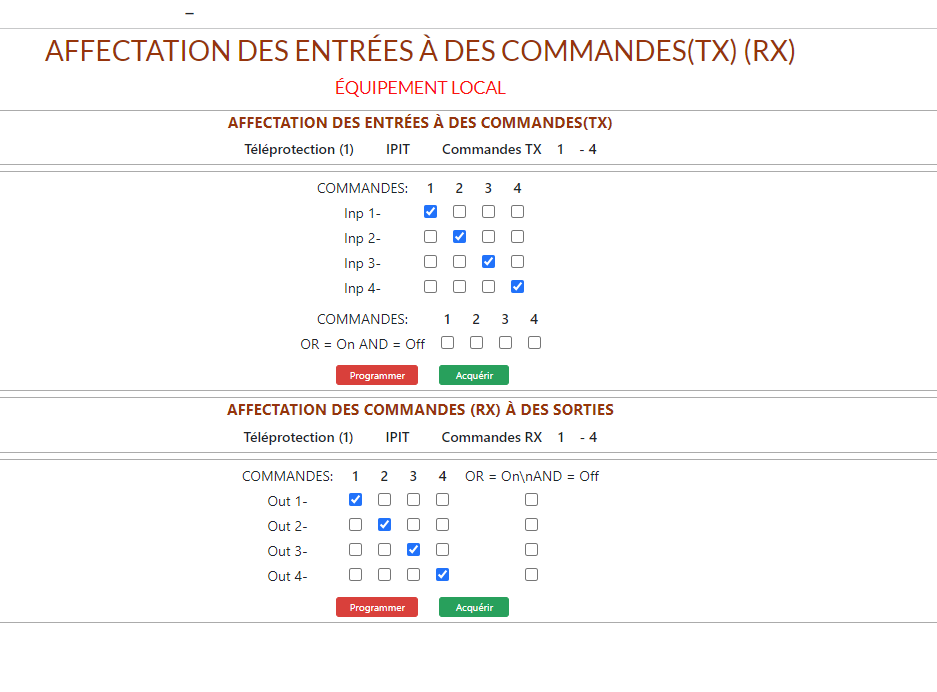 AFFECTATION DES ENTRÉES À DES COMMANDES(TX) (RX)
ÉQUIPEMENT LOCAL
AFFECTATION DES ENTRÉES À DES COMMANDES(TX)
Téléprotection (1) IPIT Commandes TX 1 - 4
COMMANDES: 1 2 3 4
Inp 1-
Inp 2-
Inp 3-
Inp 4-
COMMANDES: 1 2 3 4
OR = On AND = Off
Programmer Acquérir
AFFECTATION DES COMMANDES (RX) À DES SORTIES
Téléprotection (1) IPIT Commandes RX 1 - 4
COMMANDES: 1 2 3 4 OR = On\nAND = Off
Out 1-
Out 2-
Out 3-
Out 4-
Programmer Acquérir